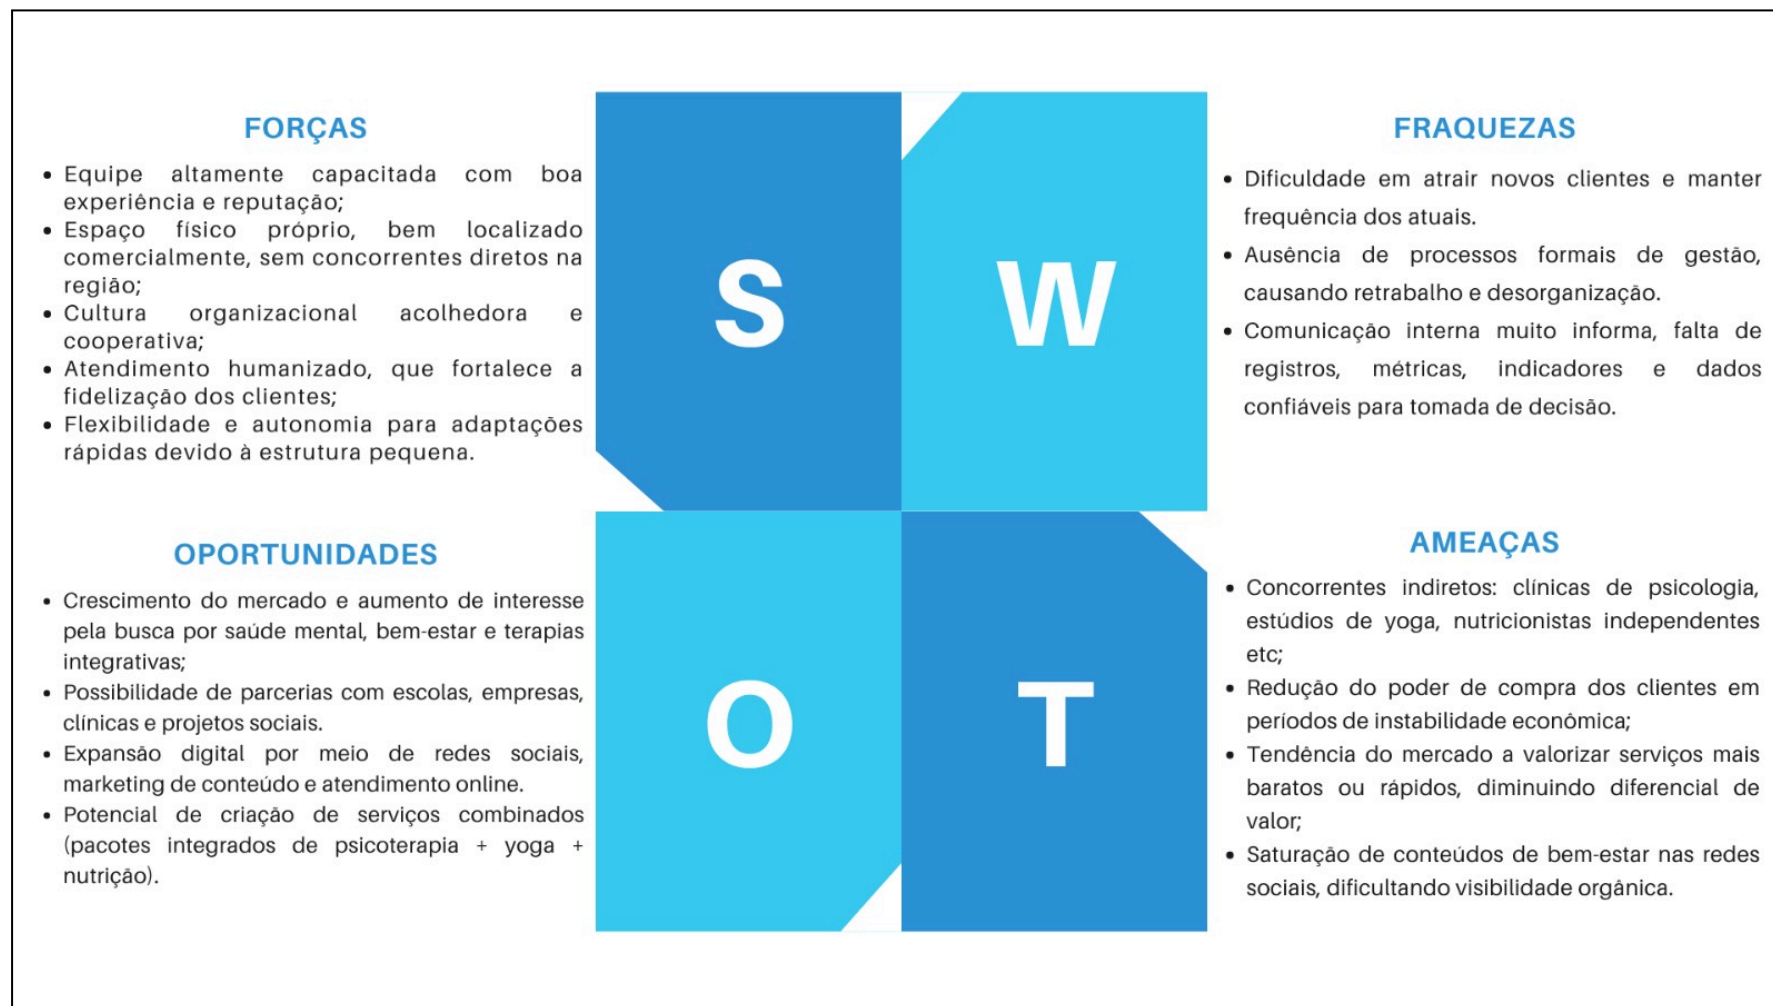 FORÇAS
• Equipe altamente capacitada com boa
experiência e reputação;
• Espaço físico próprio, bem localizado
comercialmente, sem concorrentes diretos na
região;
• Cultura organizacional acolhedora e
cooperativa;
• Atendimento humanizado, que fortalece a
fidelização dos clientes;
• Flexibilidade e autonomia para adaptações
rápidas devido à estrutura pequena.
S
W
FRAQUEZAS
• Dificuldade em atrair novos clientes e manter
frequência dos atuais.
• Ausência de processos formais de gestão,
causando retrabalho e desorganização.
• Comunicação interna muito informa, falta de
registros, métricas, indicadores e dados
confiáveis para tomada de decisão.
OPORTUNIDADES
• Crescimento do mercado e aumento de interesse
pela busca por saúde mental, bem-estar e terapias
integrativas;
• Possibilidade de parcerias com escolas, empresas,
clínicas e projetos sociais.
• Expansão digital por meio de redes sociais,
marketing de conteúdo e atendimento online.
• Potencial de criação de serviços combinados
(pacotes integrados de psicoterapia + yoga +
nutrição).
O
T
AMEAÇAS
• Concorrentes indiretos: clínicas de psicologia,
estúdios de yoga, nutricionistas independentes
etc;
• Redução do poder de compra dos clientes em
períodos de instabilidade econômica;
• Tendência do mercado a valorizar serviços mais
baratos ou rápidos, diminuindo diferencial de
valor;
• Saturação de conteúdos de bem-estar nas redes
sociais, dificultando visibilidade orgânica.